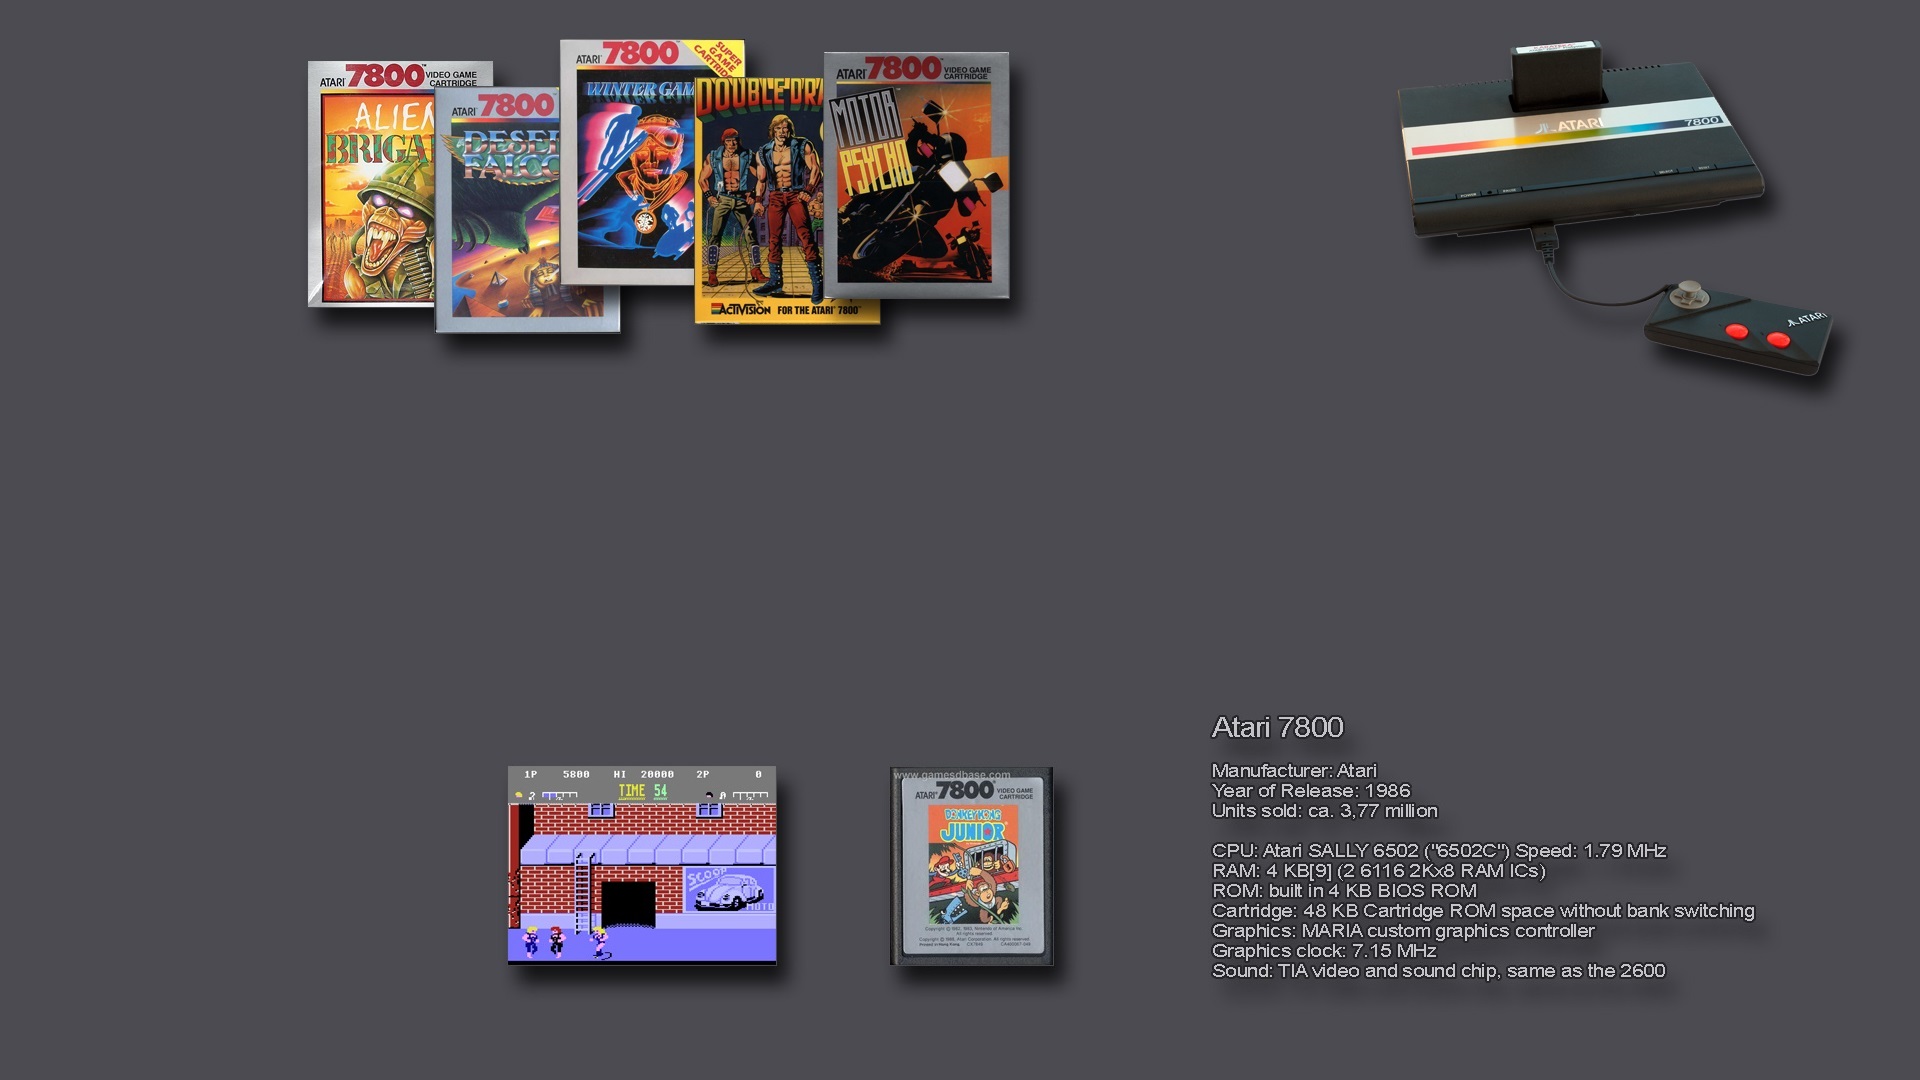 ATARI 7800 VIDEO GAME
CARTRIDGE
ALIEN
BRIGA
ATARI 7800
DESER
FALCO
ATARI 7800
SUPER
GAME
CARTRID
WINTER GAM
DOUBLE DRA
ACTIVISION FOR THE ATARI 7800
ATARI 7800 VIDEO GAME
CARTRIDGE
MOTOR
PSYCHO
ATARI 7800
ATARI
1P 5800 HI 20000 2P 0
TIME 54
SCOOP
MOTO
www.gamesdbase.com
ATARI 7800 VIDEO GAME
CARTRIDGE
DONKEY KONG
JUNIOR
Atari 7800
Manufacturer: Atari
Year of Release: 1986
Units sold: ca. 3,77 million
CPU: Atari SALLY 6502 ("6502C") Speed: 1.79 MHz
RAM: 4 KB[9] (2 6116 2Kx8 RAM ICs)
ROM: built in 4 KB BIOS ROM
Cartridge: 48 KB Cartridge ROM space without bank switching
Graphics: MARIA custom graphics controller
Graphics clock: 7.15 MHz
Sound: TIA video and sound chip, same as the 2600